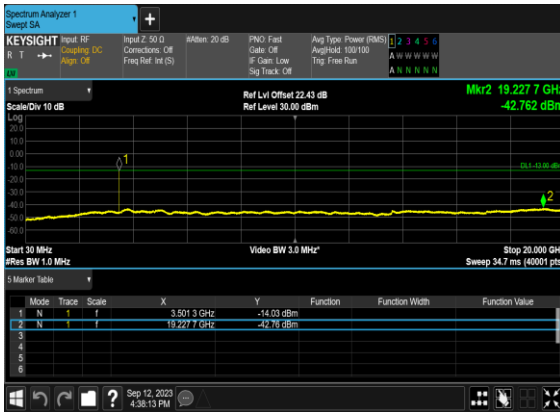 Spectrum Analyzer 1
Swept SA
+
KEYSIGHT
R T
Input: RF
Coupling: DC
Align: Off
Input Z: 50 Ω
Corrections: Off
Freq Ref: Int (S)
#Atten: 20 dB
PNO: Fast
Gate: Off
IF Gain: Low
Sig Track: Off
Avg Type: Power (RMS)
Avg|Hold: 100/100
Trig: Free Run
1 2 3 4 5 6
A W W W W W
A N N N N N
1 Spectrum
Scale/Div 10 dB
Ref Lvl Offset 22.43 dB
Ref Level 30.00 dBm
Mkr2 19.227 7 GHz
-42.762 dBm
Log
20.0
10.0
0.00
-10.0
-20.0
-30.0
-40.0
-50.0
-60.0
1
DL1 -13.00 dBm
2
Start 30 MHz
#Res BW 1.0 MHz
Video BW 3.0 MHz*
Stop 20.000 GHz
Sweep 34.7 ms (40001 pts)
5 Marker Table
Mode Trace Scale X Y Function Function Width Function Value
1 N 1 f 3.501 3 GHz -14.03 dBm
2 N 1 f 19.227 7 GHz -42.76 dBm
3
4
5
6
?
Sep 12, 2023
4:38:13 PM